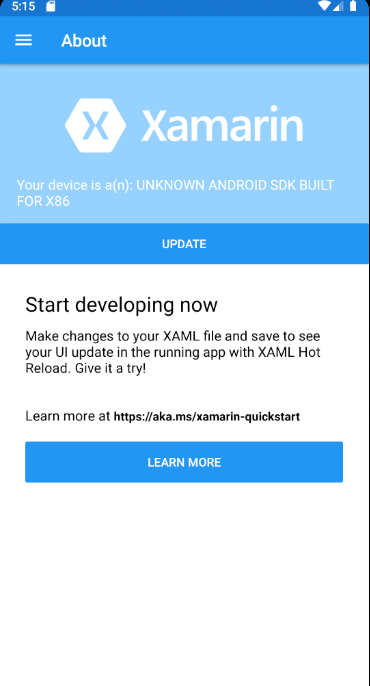 5:15
About
X Xamarin
Your device is a(n): UNKNOWN ANDROID SDK BUILT
FOR X86
UPDATE
Start developing now
Make changes to your XAML file and save to see
your UI update in the running app with XAML Hot
Reload. Give it a try!
Learn more at https://aka.ms/xamarin-quickstart
LEARN MORE